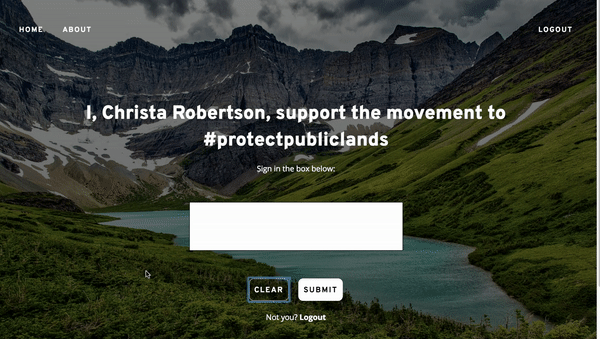 HOME ABOUT LOGOUT
I, Christa Robertson, support the movement to
#protectpubliclands
Sign in the box below:
CLEAR SUBMIT
Not you? Logout